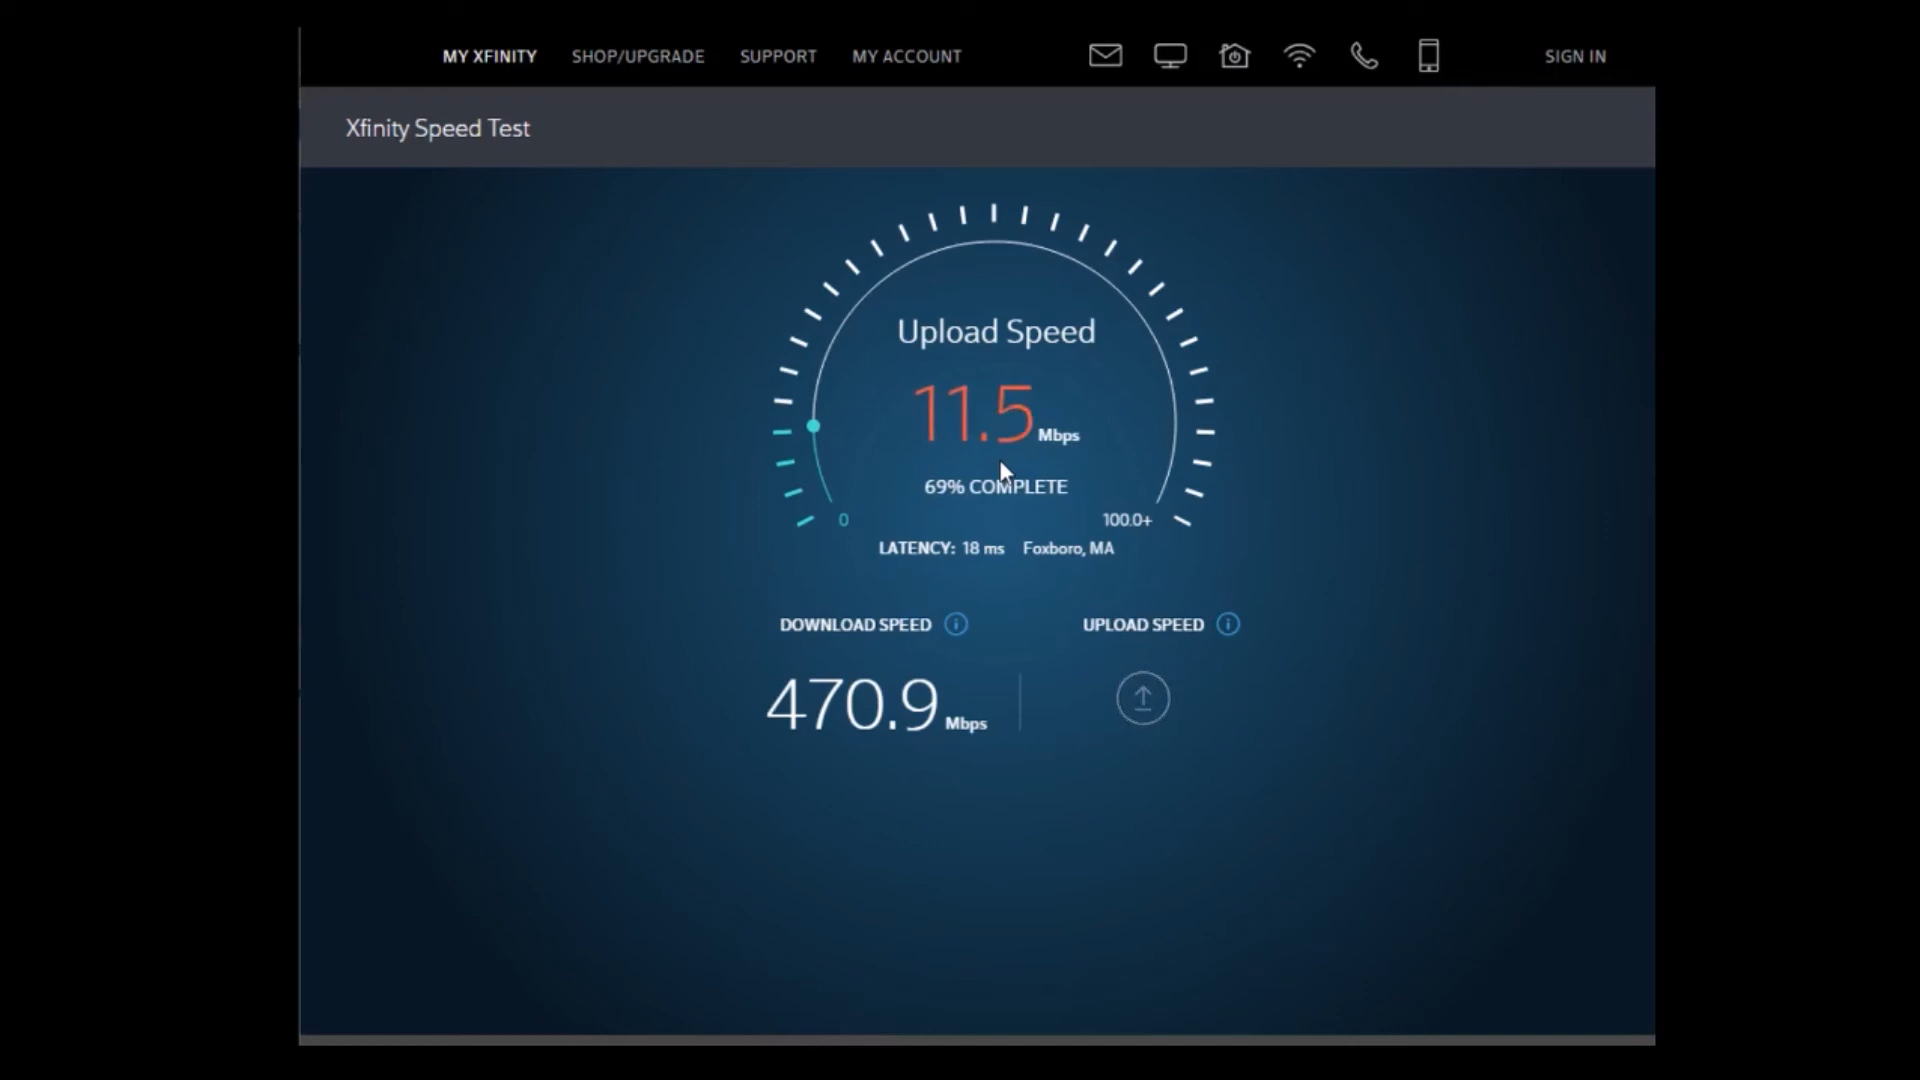 MY XFINITY SHOP/UPGRADE SUPPORT MY ACCOUNT SIGN IN
Xfinity Speed Test
Upload Speed
11.5 Mbps
69% COMPLETE
0 100.0+
LATENCY: 18 ms Foxboro, MA
DOWNLOAD SPEED UPLOAD SPEED
470.9 Mbps